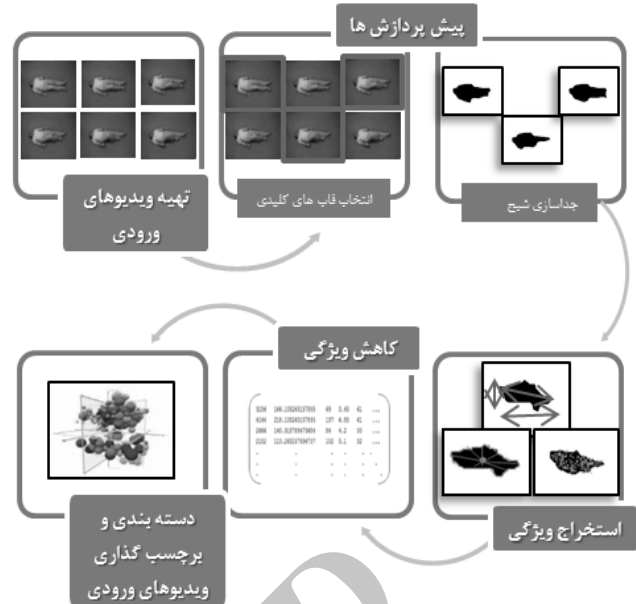 پیش پردازش ها
تهیه ویدیوهای
ورودی
انتخاب قاب های کلیدی
جداسازی شبح
کاهش ویژگی
استخراج ویژگی
دسته بندی و
برچسب گذاری
ویدیوهای ورودی